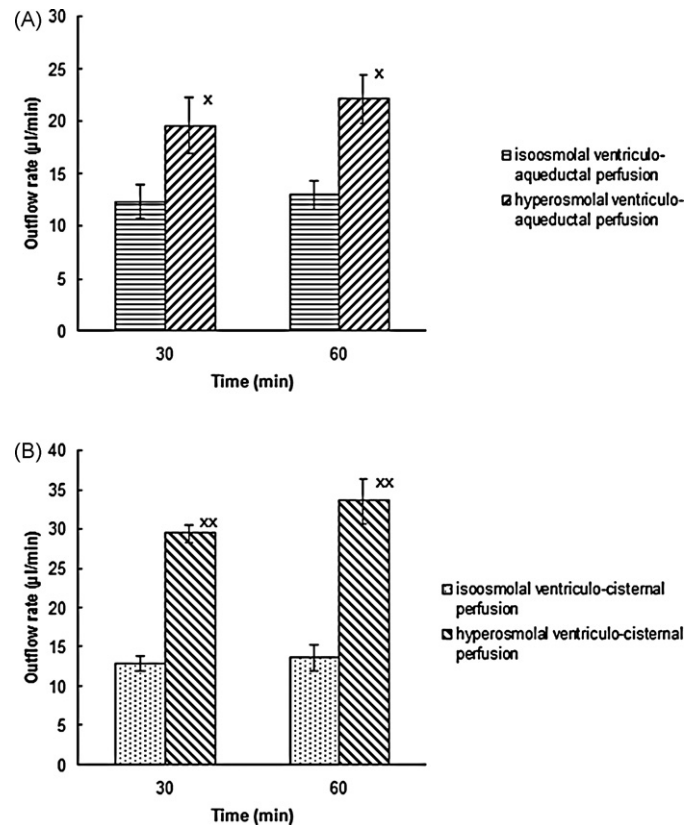 (A)
30
25
20
15
10
5
0
Outflow rate (µl/min)
x
x
30
60
Time (min)
isoosmolal ventriculo-
aqueductal perfusion
hyperosmolal ventriculo-
aqueductal perfusion
(B)
40
35
30
25
20
15
10
5
0
Outflow rate (µl/min)
xx
xx
30
60
Time (min)
isoosmolal ventriculo-cisternal
perfusion
hyperosmolal ventriculo-cisternal
perfusion